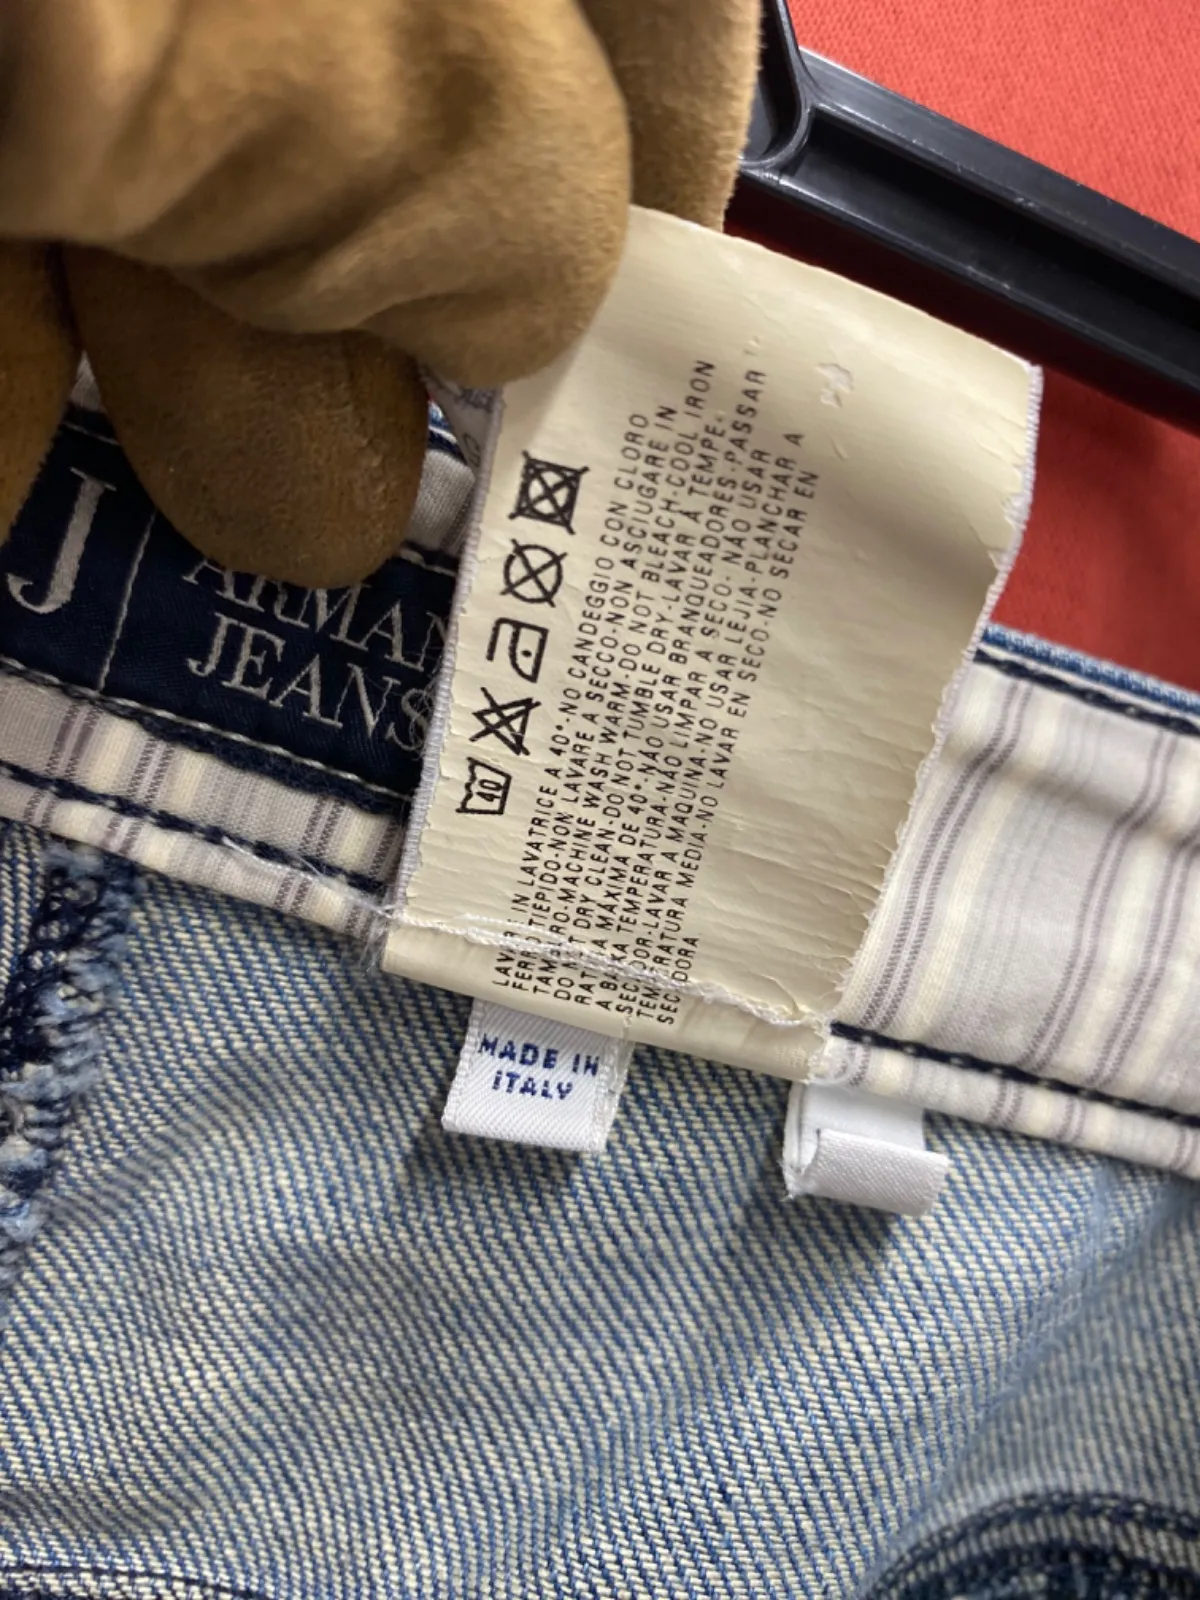 J
ARMAN
JEANS
40
LAVAR IN LAVATRICE A 40°-NO CANDEGGIO CON CLORO
FERRO TIEPIDO-NON LAVARE A SECCO-NON ASCIUGARE IN
TAMBURO-MACHINE WASH WARM-DO NOT BLEACH-COOL IRON
DO NOT DRY CLEAN-DO NOT TUMBLE DRY-LAVAR À TEMPE-
RATURA MÁXIMA DE 40°-NÃO USAR BRANQUEADORES-PASSAR
A BAIXA TEMPERATURA-NÃO LIMPAR A SECO-NÃO USAR
SECADOR-LAVAR A MAQUINA-NO USAR LEJIA-PLANCHAR A
TEMPERATURA MEDIA-NO LAVAR EN SECO-NO SECAR EN
SECADORA
MADE IN
ITALY